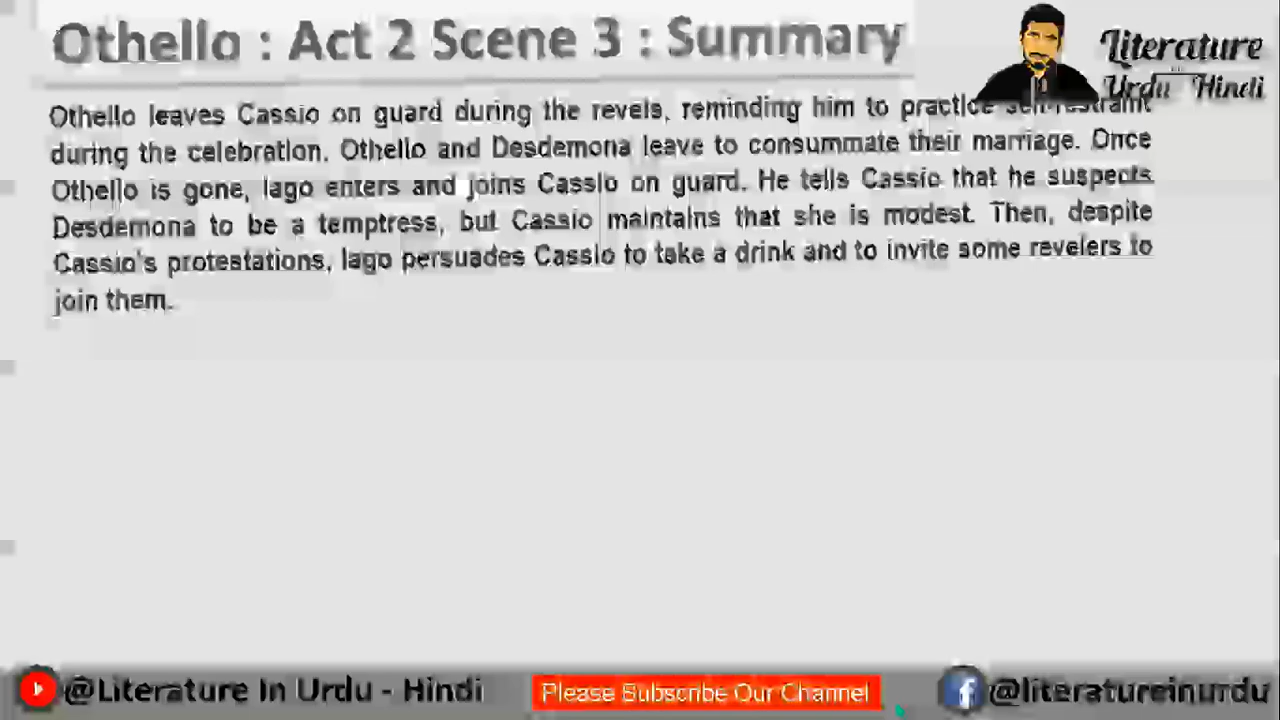 Othello : Act 2 Scene 3 : Summary
Literature
in
Urdu Hindi
Othello leaves Cassio on guard during the revels, reminding him to practice self-restraint
during the celebration. Othello and Desdemona leave to consummate their marriage. Once
Othello is gone, Iago enters and joins Cassio on guard. He tells Cassio that he suspects
Desdemona to be a temptress, but Cassio maintains that she is modest. Then, despite
Cassio's protestations, Iago persuades Cassio to take a drink and to invite some revelers to
join them.
@Literature In Urdu - Hindi
Please Subscribe Our Channel
@literatureinurdu